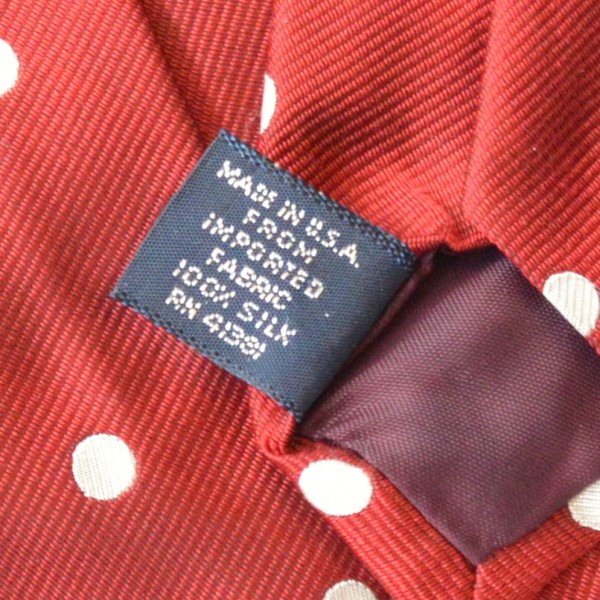 MADE IN U.S.A.
FROM
IMPORTED
FABRIC
100% SILK
RN 41381